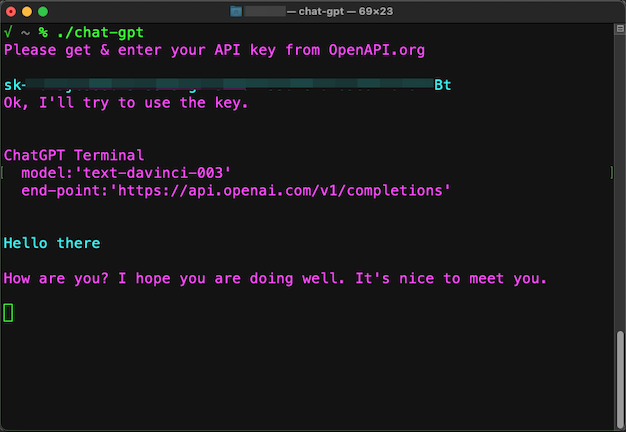 — chat-gpt — 69×23
√ ~ % ./chat-gpt
Please get & enter your API key from OpenAPI.org
sk- Bt
Ok, I'll try to use the key.
ChatGPT Terminal
model:'text-davinci-003'
end-point:'https://api.openai.com/v1/completions'
Hello there
How are you? I hope you are doing well. It's nice to meet you.